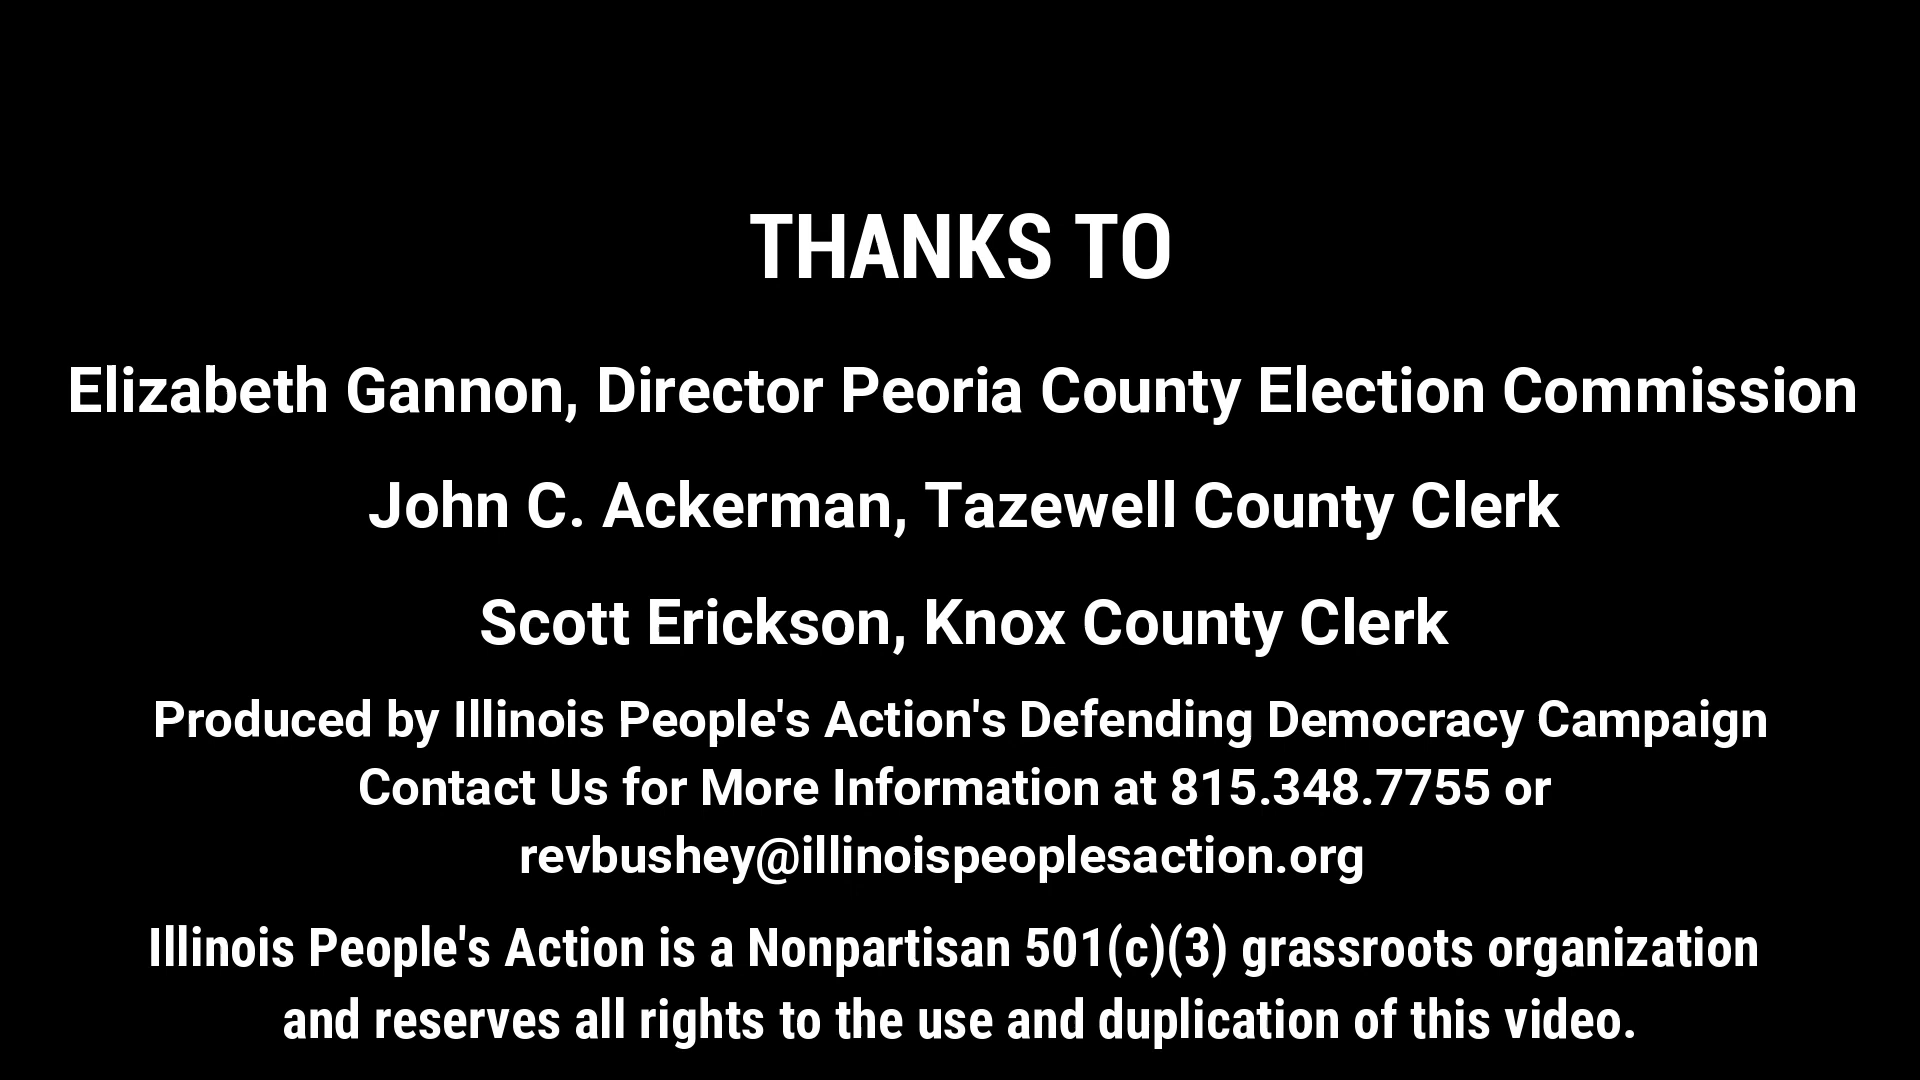 THANKS TO
Elizabeth Gannon, Director Peoria County Election Commission
John C. Ackerman, Tazewell County Clerk
Scott Erickson, Knox County Clerk
Produced by Illinois People's Action's Defending Democracy Campaign
Contact Us for More Information at 815.348.7755 or
revbushey@illinoispeoplesaction.org
Illinois People's Action is a Nonpartisan 501(c)(3) grassroots organization
and reserves all rights to the use and duplication of this video.